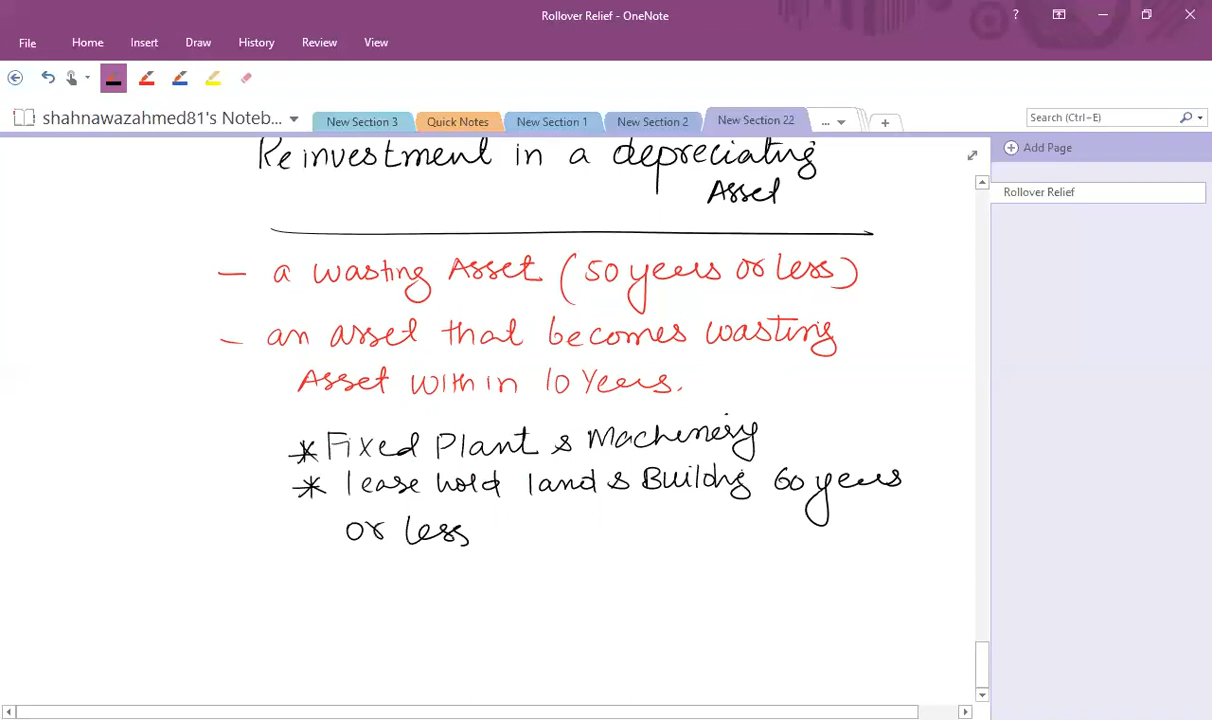 Rollover Relief - OneNote
?
File Home Insert Draw History Review View
shahnawazahmed81's Noteb... New Section 3 Quick Notes New Section 1 New Section 2 New Section 22 ... + Search (Ctrl+E)
Add Page
Rollover Relief
Reinvestment in a depreciating
Asset
- a wasting Asset (50 years or less)
- an asset that becomes wasting
Asset within 10 Years.
* Fixed Plant & Machinery
* lease hold land & Buildng 60 years
or less